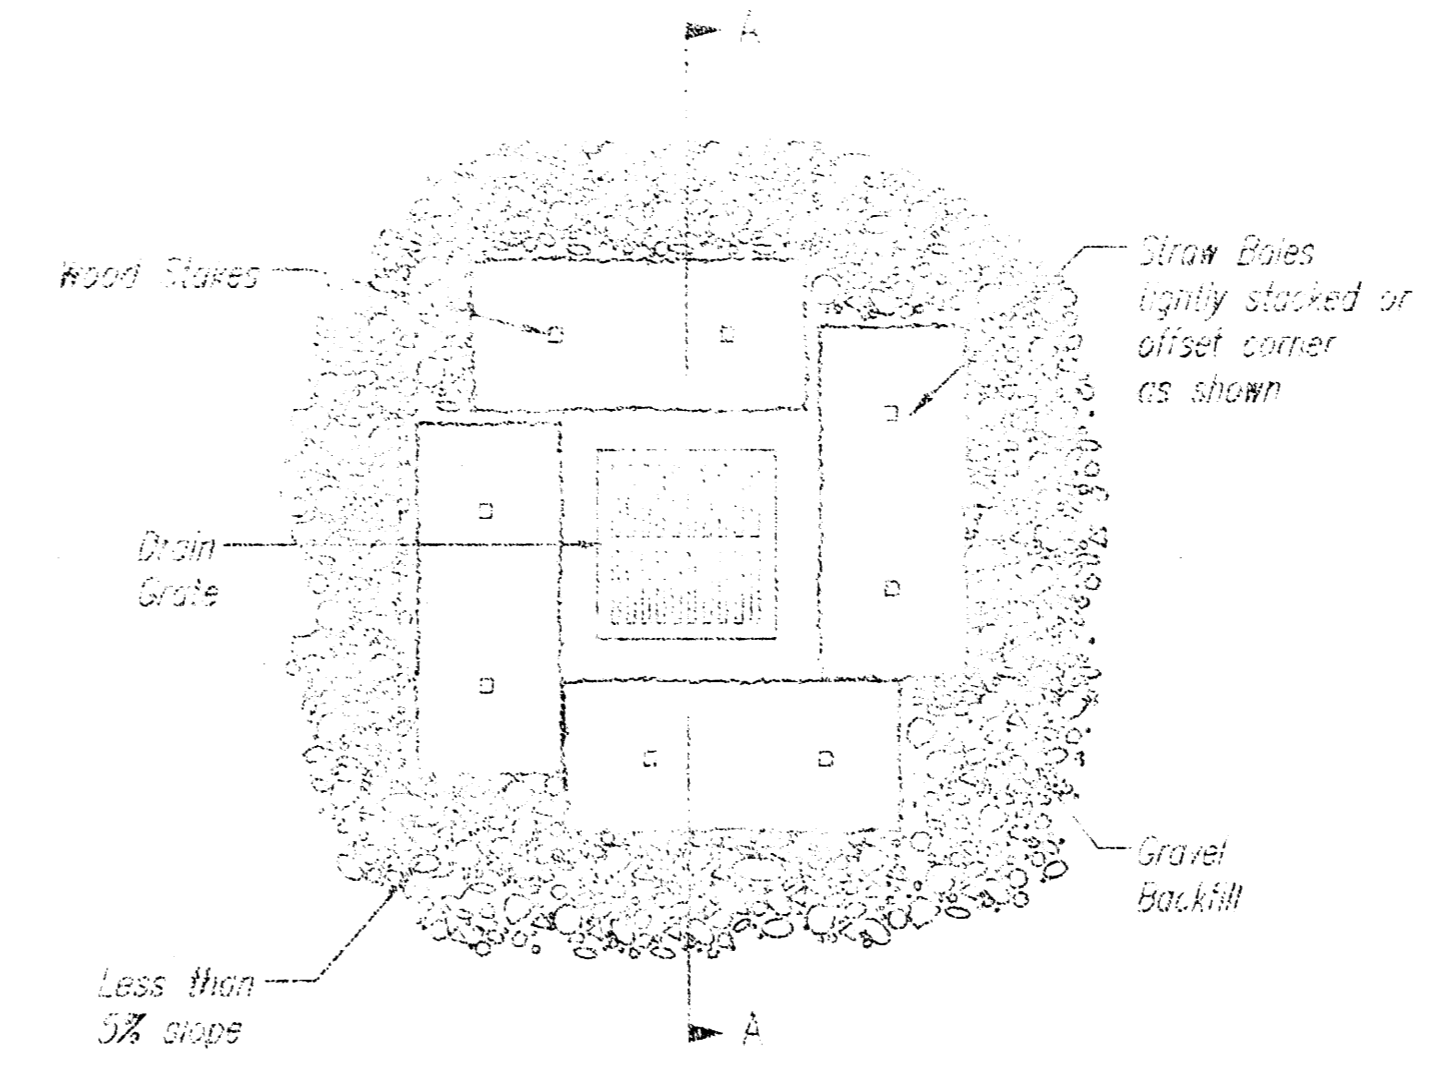 A
Wood Stakes
Straw Bales
tightly stacked or
offset corner
as shown
Drain
Grate
Gravel
Backfill
Less than
5% slope
A